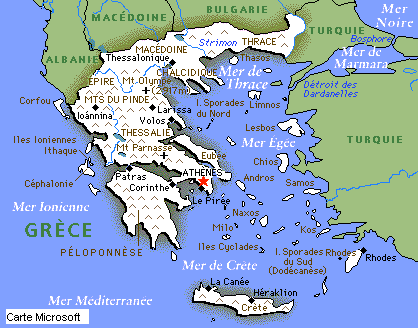 BULGARIE
MACÉDOINE
Mer
Noire
TURQUIE
Bosphore
ALBANIE
MACÉDOINE
Strimon
THRACE
Thessalonique
Mer de
Marmara
CHALCIDIQUE
Thasos
Mt Olympe
(2917m)
Mer de
Thrace
Détroit des
Dardanelles
EPIRE
Limnos
Corfou
MTS DU PINDE
Larissa
I. Sporades
du Nord
Ioánnina
Volos
Lesbos
THESSALIE
Iles Ioniennes
Ithaque
Mt Parnasse
Mer Egée
TURQUIE
Eubée
Chios
Céphalonie
Patras
ATHENES
Andros
Samos
Corinthe
Le Pirée
Mer Ionienne
Naxos
GRÈCE
Milo
Kos
PÉLOPONNÈSE
Iles Cyclades
I. Sporades
du Sud
(Dodécanèse)
Rhodes
Rhodes
Mer de Crète
La Canée
Héraklion
Mer Méditerranée
Crète
Carte Microsoft